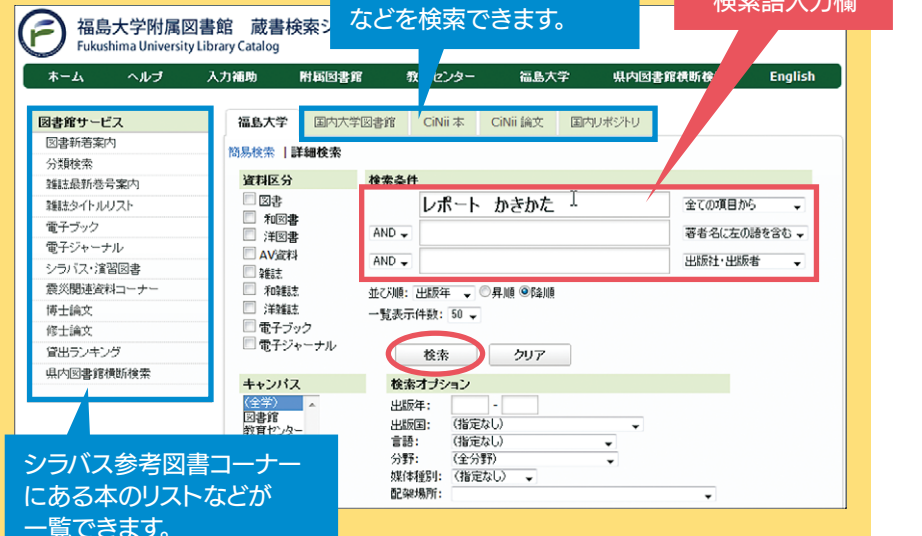 などを検索できます。
検索語入力欄
福島大学附属図書館 蔵書検索シ
Fukushima University Library Catalog
ホーム ヘルプ 入力補助 附属図書館 教 センター 福島大学 県内図書館横断検 English
図書館サービス
図書新着案内
分類検索
雑誌最新巻号案内
雑誌タイトルリスト
電子ブック
電子ジャーナル
シラバス・演習図書
震災関連資料コーナー
博士論文
修士論文
貸出ランキング
県内図書館横断検索
福島大学 国内大学図書館 CiNii 本 CiNii 論文 国内リポジトリ
簡易検索 | 詳細検索
資料区分
図書
和図書
洋図書
AV資料
雑誌
和雑誌
洋雑誌
電子ブック
電子ジャーナル
検索条件
レポート かきかた 全ての項目から
AND 著者名に左の語を含む
AND 出版社・出版者
並び順: 出版年 昇順 降順
一覧表示件数: 50
検索 クリア
キャンパス
(全学)
図書館
教育センター
検索オプション
出版年: -
出版国: (指定なし)
言語: (指定なし)
分野: (全分野)
媒体種別: (指定なし)
配架場所:
シラバス参考図書コーナー
にある本のリストなどが
一覧できます。